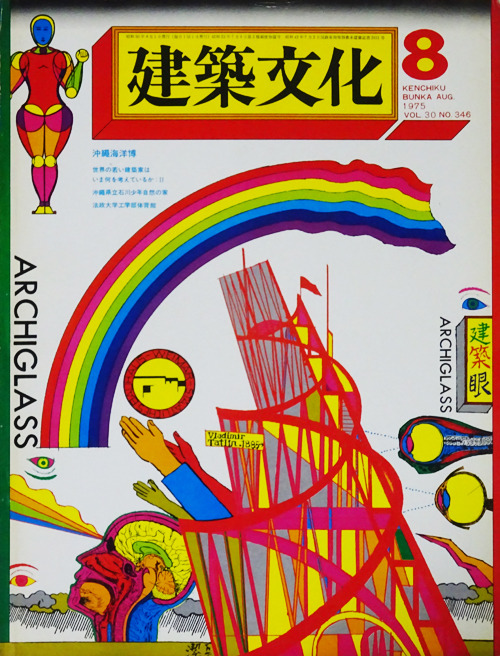 建築文化
8
KENCHIKU
BUNKA AUG.
1975
VOL. 30 NO. 346
沖縄海洋博
世界の若い建築家は
いま何を考えているか：II
沖縄県立石川少年自然の家
法政大学工学部体育館
ARCHIGLASS
建築眼
ARCHIGLASS
Vladimir
Tatlin.1885